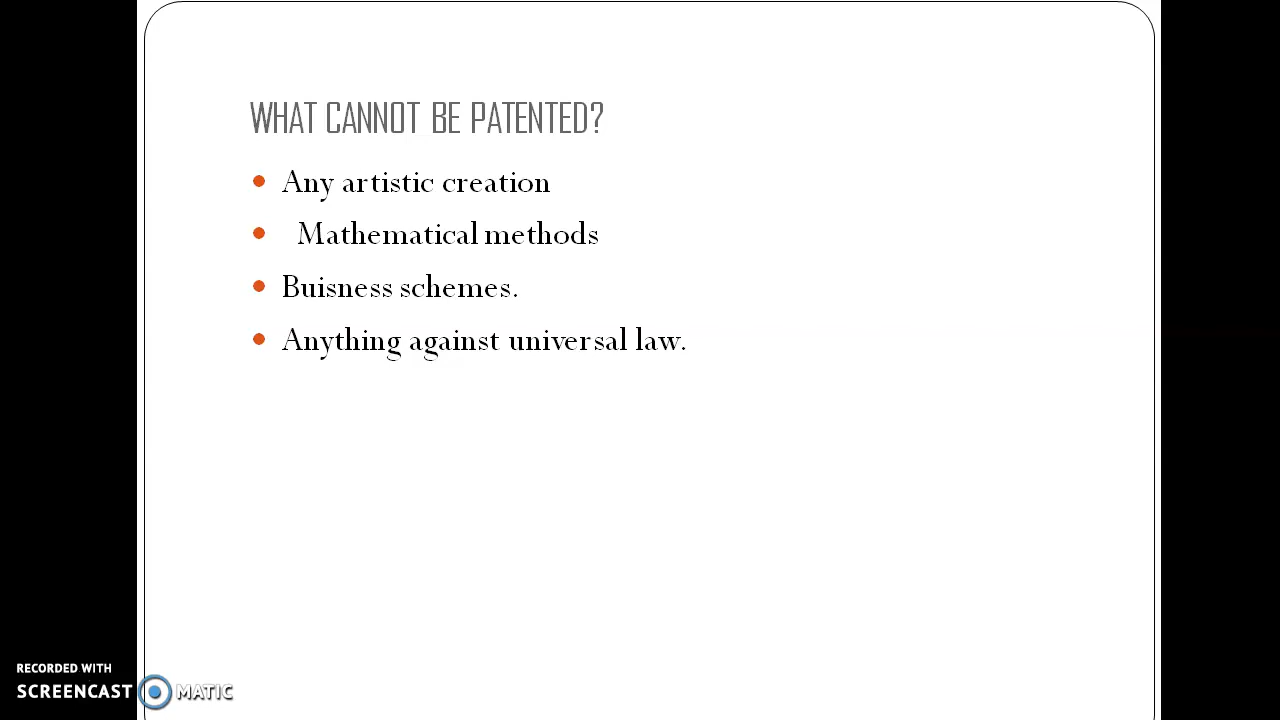 WHAT CANNOT BE PATENTED?
• Any artistic creation
• Mathematical methods
• Buisness schemes.
• Anything against universal law.
RECORDED WITH
SCREENCAST MATIC